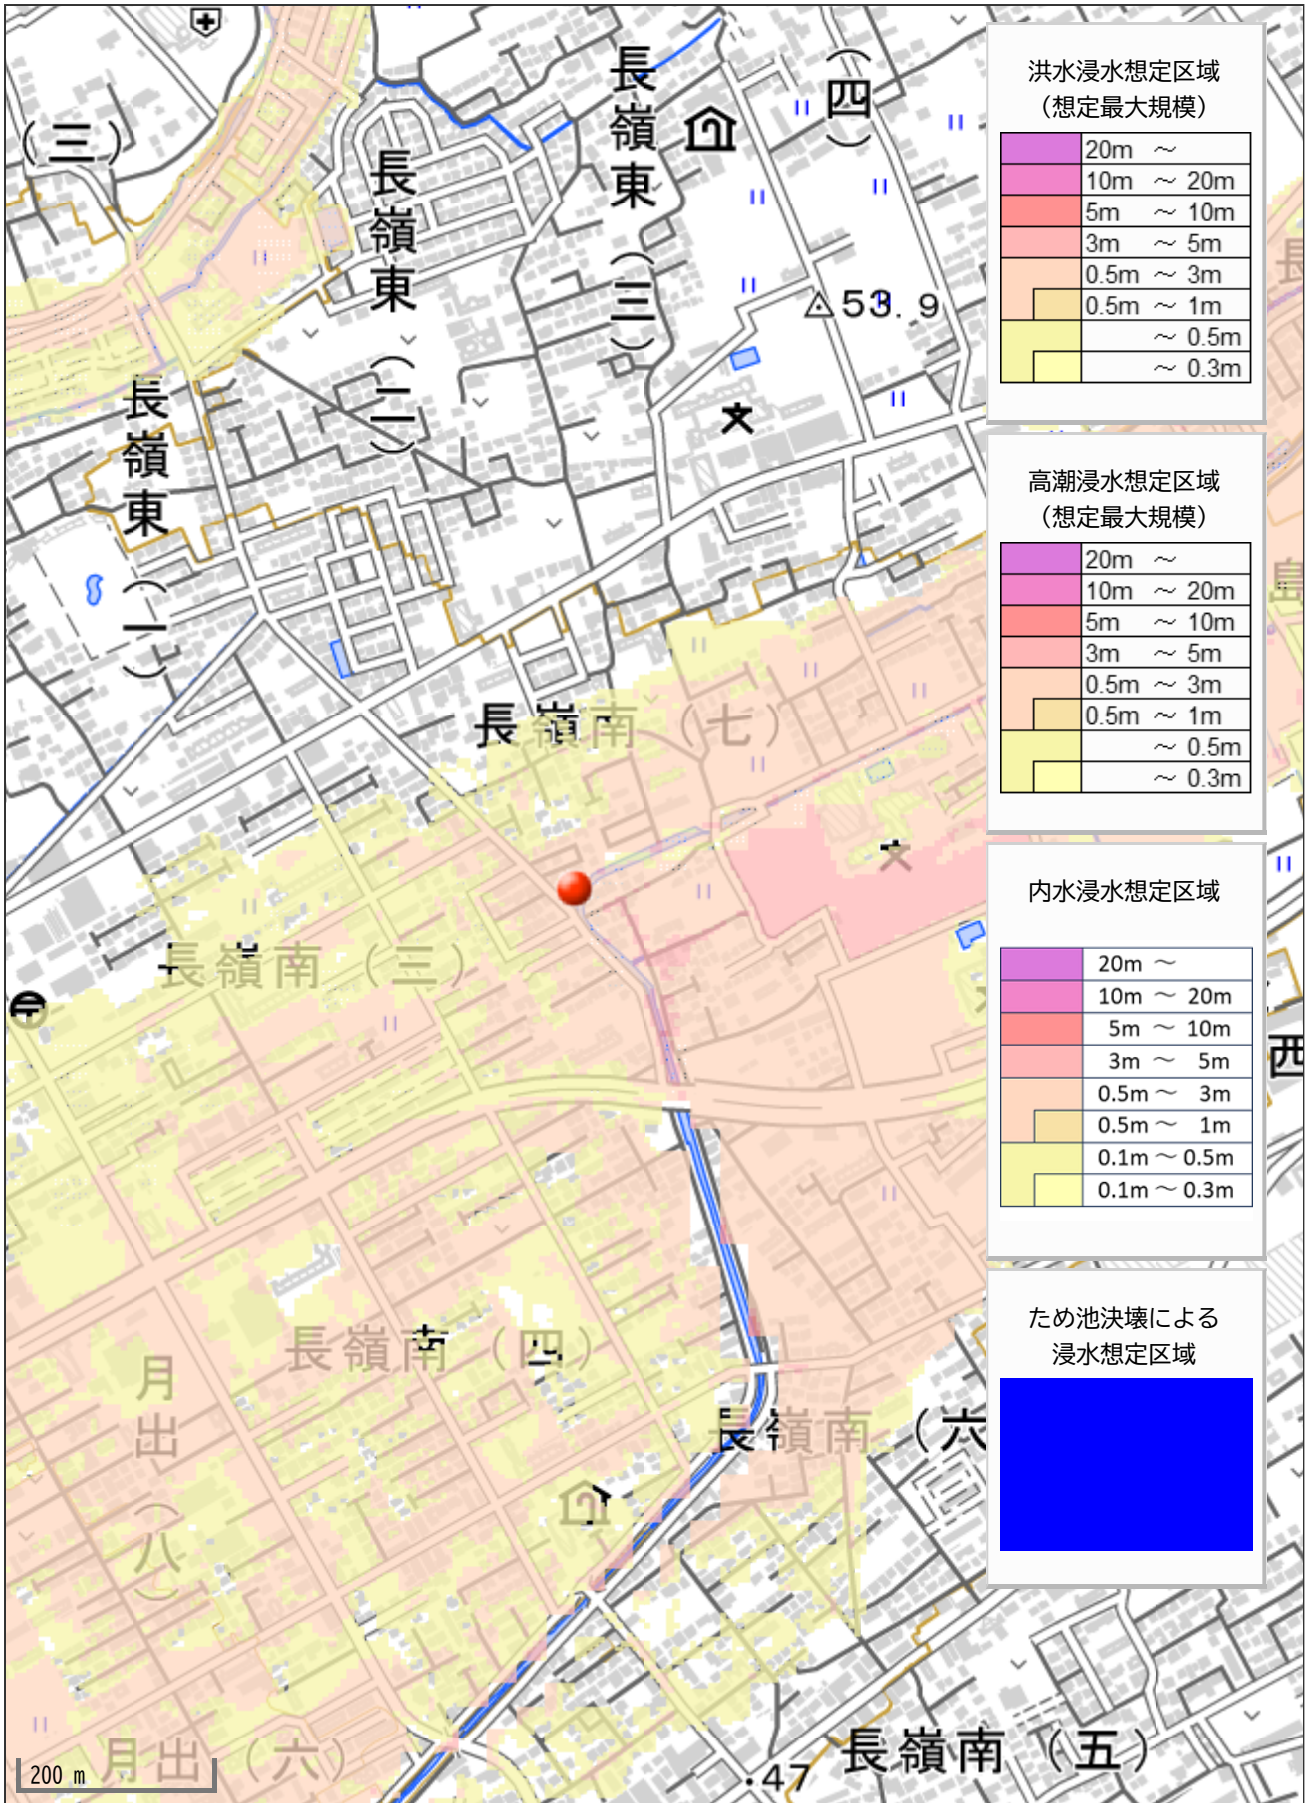 (三)
長嶺東(二)
長嶺東(三)
(四)
53.9
長嶺東(一)
長嶺南(七)
長嶺南(三)
長嶺南(四)
月出(八)
長嶺南(六
月出(六)
長嶺南(五)
・47
長
島
西
200 m
洪水浸水想定区域
(想定最大規模)
20m ～
10m ～ 20m
5m ～ 10m
3m ～ 5m
0.5m ～ 3m
0.5m ～ 1m
～ 0.5m
～ 0.3m
高潮浸水想定区域
(想定最大規模)
20m ～
10m ～ 20m
5m ～ 10m
3m ～ 5m
0.5m ～ 3m
0.5m ～ 1m
～ 0.5m
～ 0.3m
内水浸水想定区域
20m ～
10m ～ 20m
5m ～ 10m
3m ～ 5m
0.5m ～ 3m
0.5m ～ 1m
0.1m ～ 0.5m
0.1m ～ 0.3m
ため池決壊による
浸水想定区域